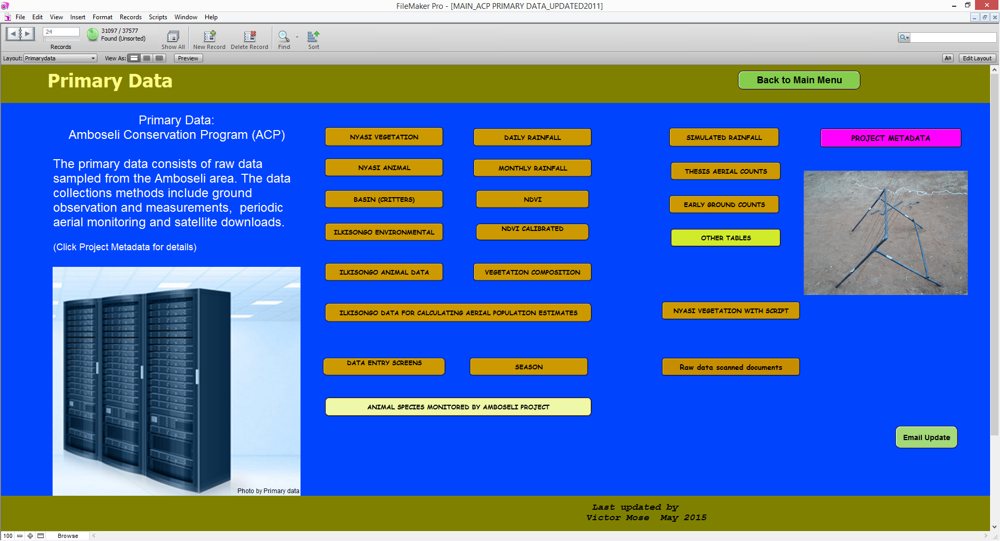 FileMaker Pro - [MAIN_ACP PRIMARY DATA_UPDATED2011]
File Edit View Insert Format Records Scripts Window Help
24
31097 / 37577
Found (Unsorted)
Records
Show All
New Record
Delete Record
Find
Sort
Layout: Primarydata
View As:
Preview
Aa
Edit Layout
Primary Data
Back to Main Menu
Primary Data:
Amboseli Conservation Program (ACP)
The primary data consists of raw data
sampled from the Amboseli area. The data
collections methods include ground
observation and measurements,  periodic
aerial monitoring and satellite downloads.
(Click Project Metadata for details)
Photo by Primary data
NYASI VEGETATION
DAILY RAINFALL
SIMULATED RAINFALL
PROJECT METADATA
NYASI ANIMAL
MONTHLY RAINFALL
THESIS AERIAL COUNTS
BASIN (CRITTERS)
NDVI
EARLY GROUND COUNTS
ILKISONGO ENVIRONMENTAL
NDVI CALIBRATED
OTHER TABLES
ILKISONGO ANIMAL DATA
VEGETATION COMPOSITION
ILKISONGO DATA FOR CALCULATING AERIAL POPULATION ESTIMATES
NYASI VEGETATION WITH SCRIPT
DATA ENTRY SCREENS
SEASON
Raw data scanned documents
ANIMAL SPECIES MONITORED BY AMBOSELI PROJECT
Email Update
Last updated by
Victor Mose  May 2015
100
Browse